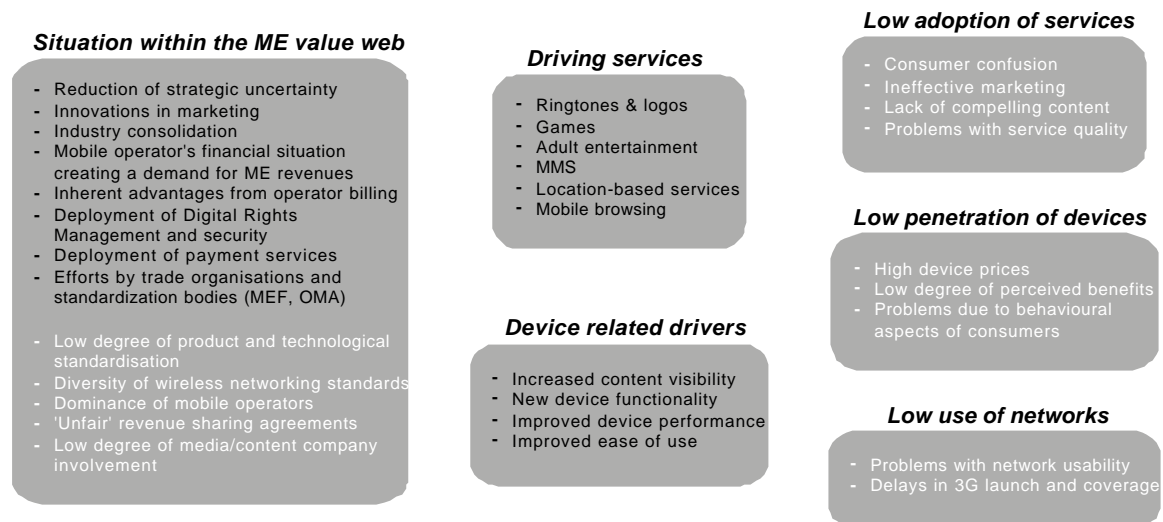 Situation within the ME value web
- Reduction of strategic uncertainty
- Innovations in marketing
- Industry consolidation
- Mobile operator's financial situation
creating a demand for ME revenues
- Inherent advantages from operator billing
- Deployment of Digital Rights
Management and security
- Deployment of payment services
- Efforts by trade organisations and
standardization bodies (MEF, OMA)
- Low degree of product and technological
standardisation
- Diversity of wireless networking standards
- Dominance of mobile operators
- 'Unfair' revenue sharing agreements
- Low degree of media/content company
involvement
Driving services
- Ringtones & logos
- Games
- Adult entertainment
- MMS
- Location-based services
- Mobile browsing
Device related drivers
- Increased content visibility
- New device functionality
- Improved device performance
- Improved ease of use
Low adoption of services
- Consumer confusion
- Ineffective marketing
- Lack of compelling content
- Problems with service quality
Low penetration of devices
- High device prices
- Low degree of perceived benefits
- Problems due to behavioural
aspects of consumers
Low use of networks
- Problems with network usability
- Delays in 3G launch and coverage